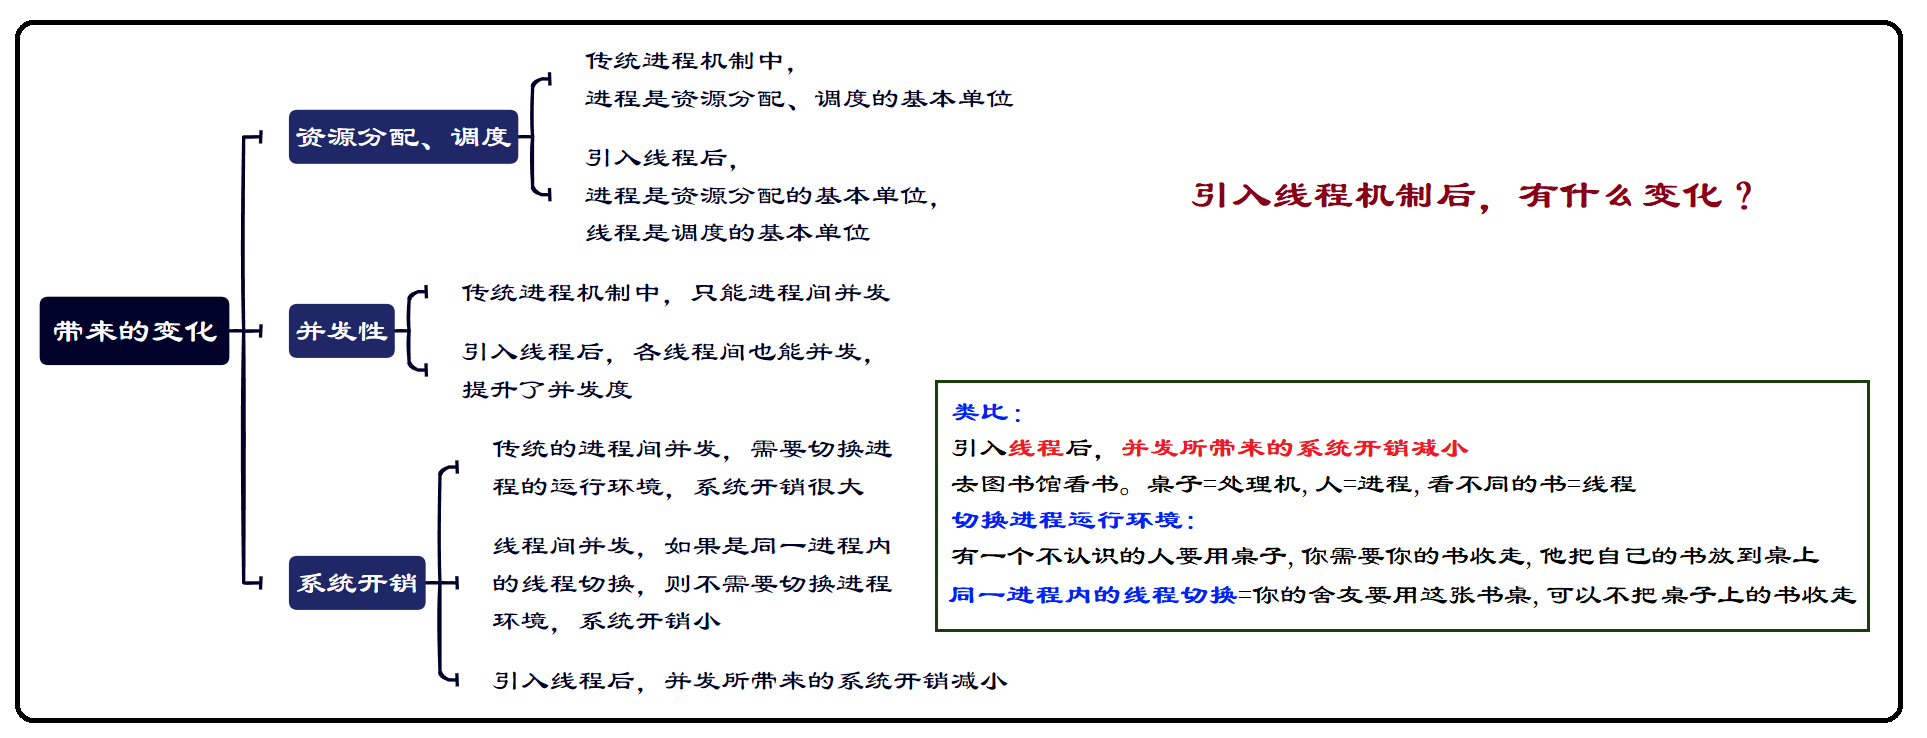 引入线程机制后，有什么变化？
带来的变化
资源分配、调度
传统进程机制中，
进程是资源分配、调度的基本单位
引入线程后，
进程是资源分配的基本单位，
线程是调度的基本单位
并发性
传统进程机制中，只能进程间并发
引入线程后，各线程间也能并发，
提升了并发度
系统开销
传统的进程间并发，需要切换进
程的运行环境，系统开销很大
线程间并发，如果是同一进程内
的线程切换，则不需要切换进程
环境，系统开销小
引入线程后，并发所带来的系统开销减小
类比：
引入线程后，并发所带来的系统开销减小
去图书馆看书。桌子=处理机,人=进程,看不同的书=线程
切换进程运行环境：
有一个不认识的人要用桌子,你需要你的书收走,他把自己的书放到桌上
同一进程内的线程切换=你的舍友要用这张书桌,可以不把桌子上的书收走